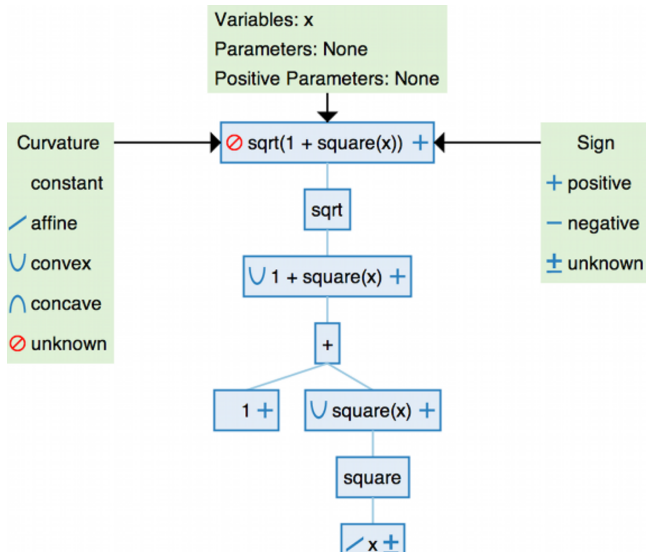 Variables: x
Parameters: None
Positive Parameters: None
Curvature
constant
affine
convex
concave
unknown
sqrt(1 + square(x)) +
Sign
+ positive
− negative
± unknown
sqrt
1 + square(x) +
+
1 +
square(x) +
square
x ±